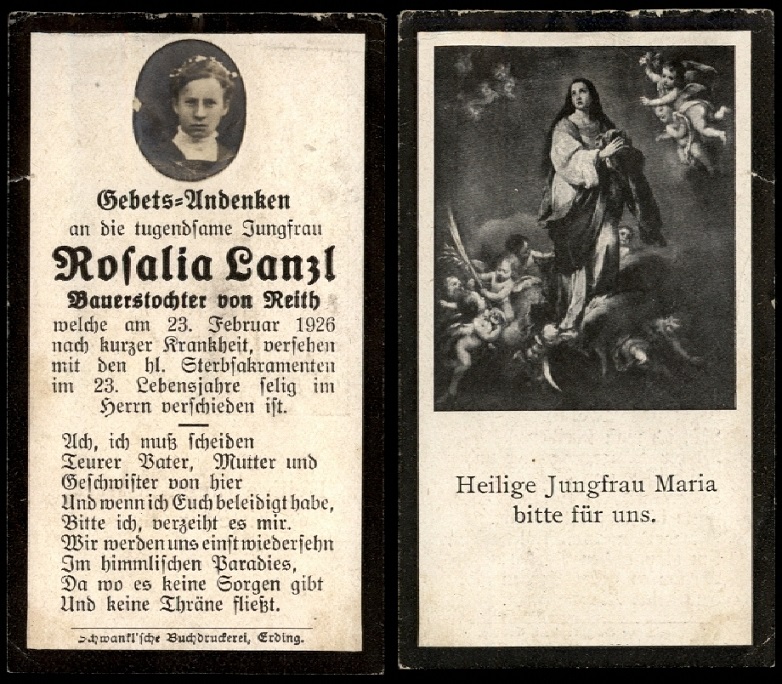 Gebets-Andenken
an die tugendsame Jungfrau
Rosalia Lanzl
Bauerstochter von Reith
welche am 23. Februar 1926
nach kurzer Krankheit, versehen
mit den hl. Sterbsakramenten
im 23. Lebensjahre selig im
Herrn verschieden ist.
Ach, ich muß scheiden
Teurer Vater, Mutter und
Geschwister von hier
Und wenn ich Euch beleidigt habe,
Bitte ich, verzeiht es mir.
Wir werden uns einst wiedersehn
Im himmlischen Paradies,
Da wo es keine Sorgen gibt
Und keine Thräne fließt.
Schwankl'sche Buchdruckerei, Erding.
Heilige Jungfrau Maria
bitte für uns.